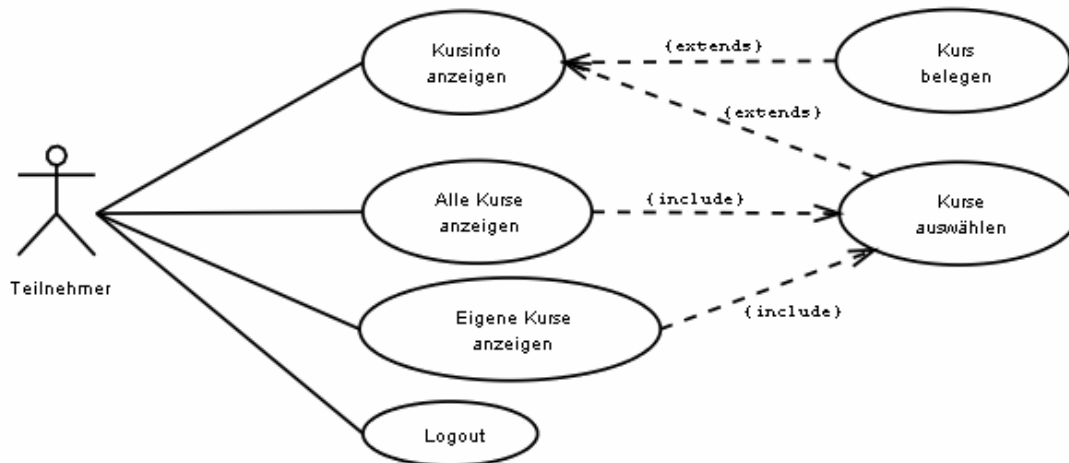 Kursinfo
anzeigen
{extends}
Kurs
belegen
{extends}
Alle Kurse
anzeigen
{include}
Kurse
auswählen
Teilnehmer
Eigene Kurse
anzeigen
{include}
Logout